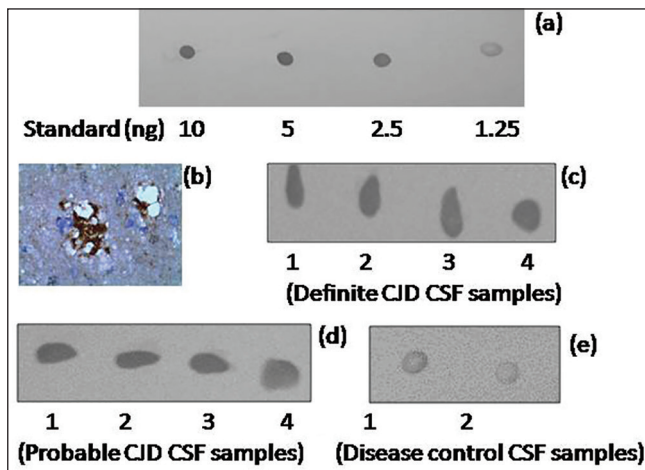 (a)
Standard (ng) 10 5 2.5 1.25
(b)
(c)
1 2 3 4
(Definite CJD CSF samples)
(d)
1 2 3 4
(Probable CJD CSF samples)
(e)
1 2
(Disease control CSF samples)